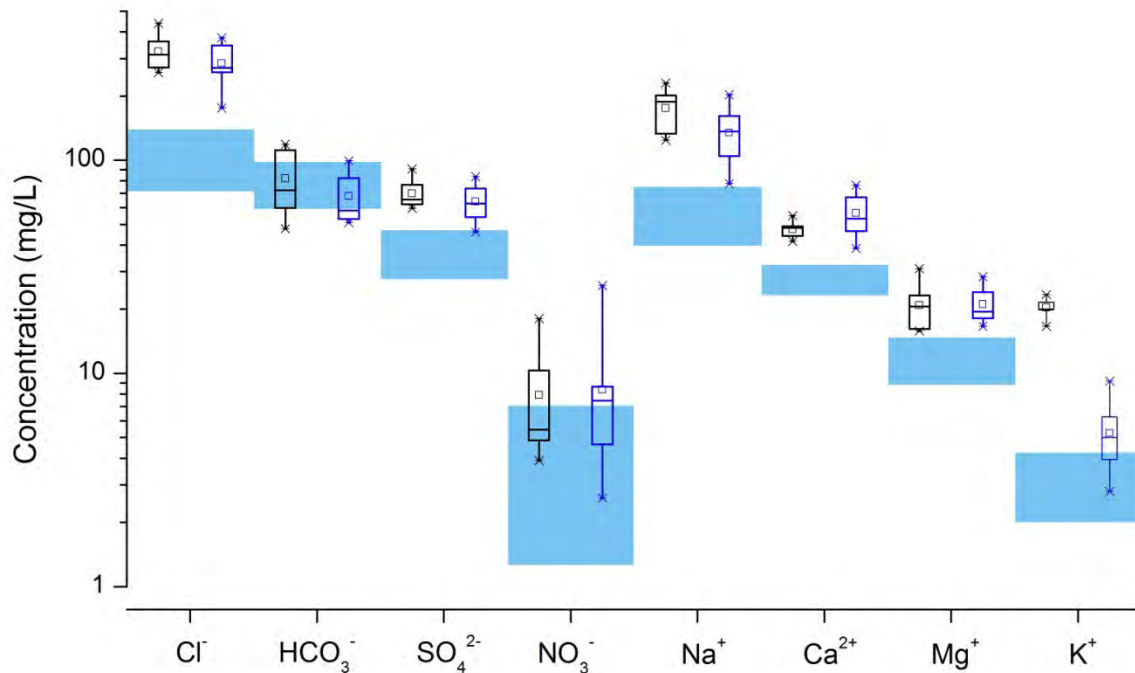 Concentration (mg/L)
100
10
1
Cl⁻ HCO₃⁻ SO₄²⁻ NO₃⁻ Na⁺ Ca²⁺ Mg⁺ K⁺